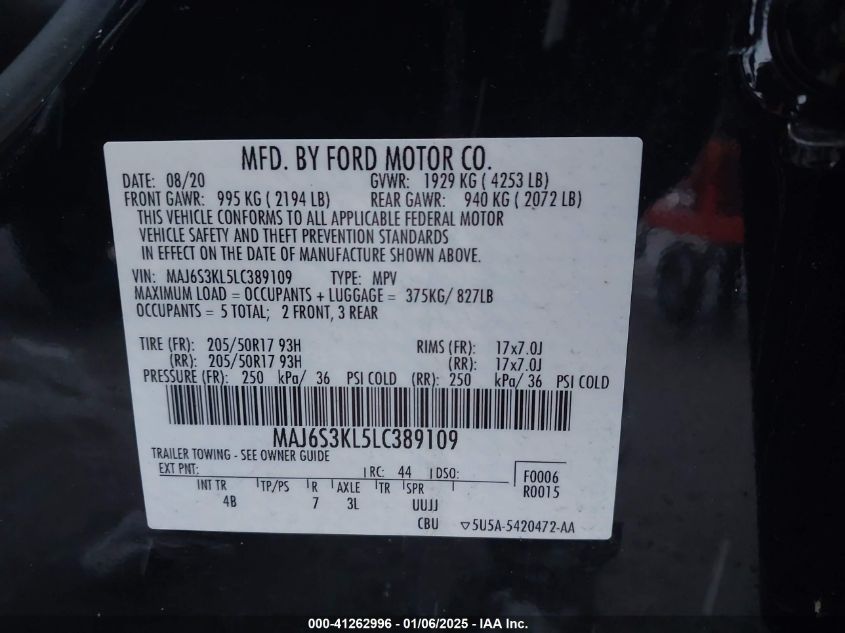 MFD. BY FORD MOTOR CO.
DATE: 08/20 GVWR: 1929 KG ( 4253 LB)
FRONT GAWR: 995 KG ( 2194 LB) REAR GAWR: 940 KG ( 2072 LB)
THIS VEHICLE CONFORMS TO ALL APPLICABLE FEDERAL MOTOR
VEHICLE SAFETY AND THEFT PREVENTION STANDARDS
IN EFFECT ON THE DATE OF MANUFACTURE SHOWN ABOVE.
VIN: MAJ6S3KL5LC389109 TYPE: MPV
MAXIMUM LOAD = OCCUPANTS + LUGGAGE = 375KG/ 827LB
OCCUPANTS = 5 TOTAL; 2 FRONT, 3 REAR
TIRE (FR): 205/50R17 93H RIMS (FR): 17x7.0J
(RR): 205/50R17 93H (RR): 17x7.0J
PRESSURE (FR): 250 kPa/ 36 PSI COLD (RR): 250 kPa/ 36 PSI COLD
MAJ6S3KL5LC389109
TRAILER TOWING - SEE OWNER GUIDE
EXT PNT: RC: 44 DSO: F0006
R0015
INT TR TP/PS R AXLE TR SPR
4B 7 3L UUJJ
CBU ▽5U5A-5420472-AA
000-41262996 - 01/06/2025 - IAA Inc.